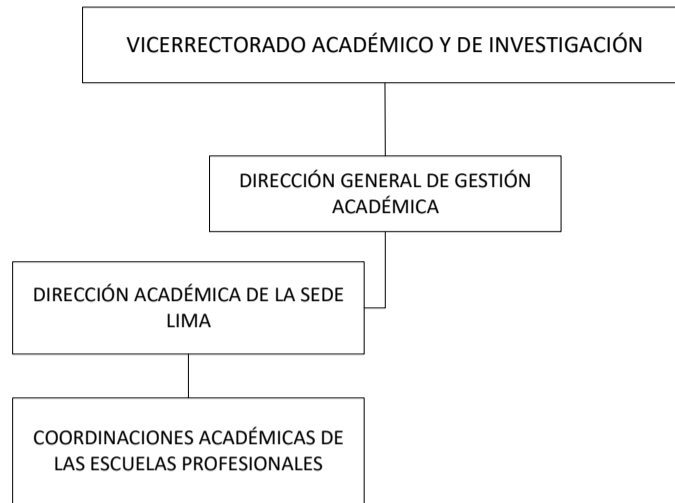 VICERRECTORADO ACADÉMICO Y DE INVESTIGACIÓN
DIRECCIÓN GENERAL DE GESTIÓN
ACADÉMICA
DIRECCIÓN ACADÉMICA DE LA SEDE
LIMA
COORDINACIONES ACADÉMICAS DE
LAS ESCUELAS PROFESIONALES